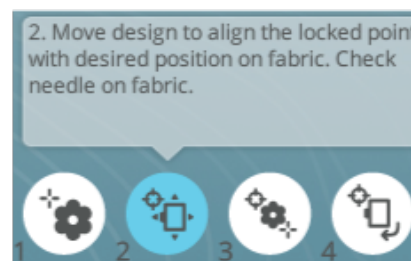 2. Move design to align the locked point
with desired position on fabric. Check
needle on fabric.
1 2 3 4